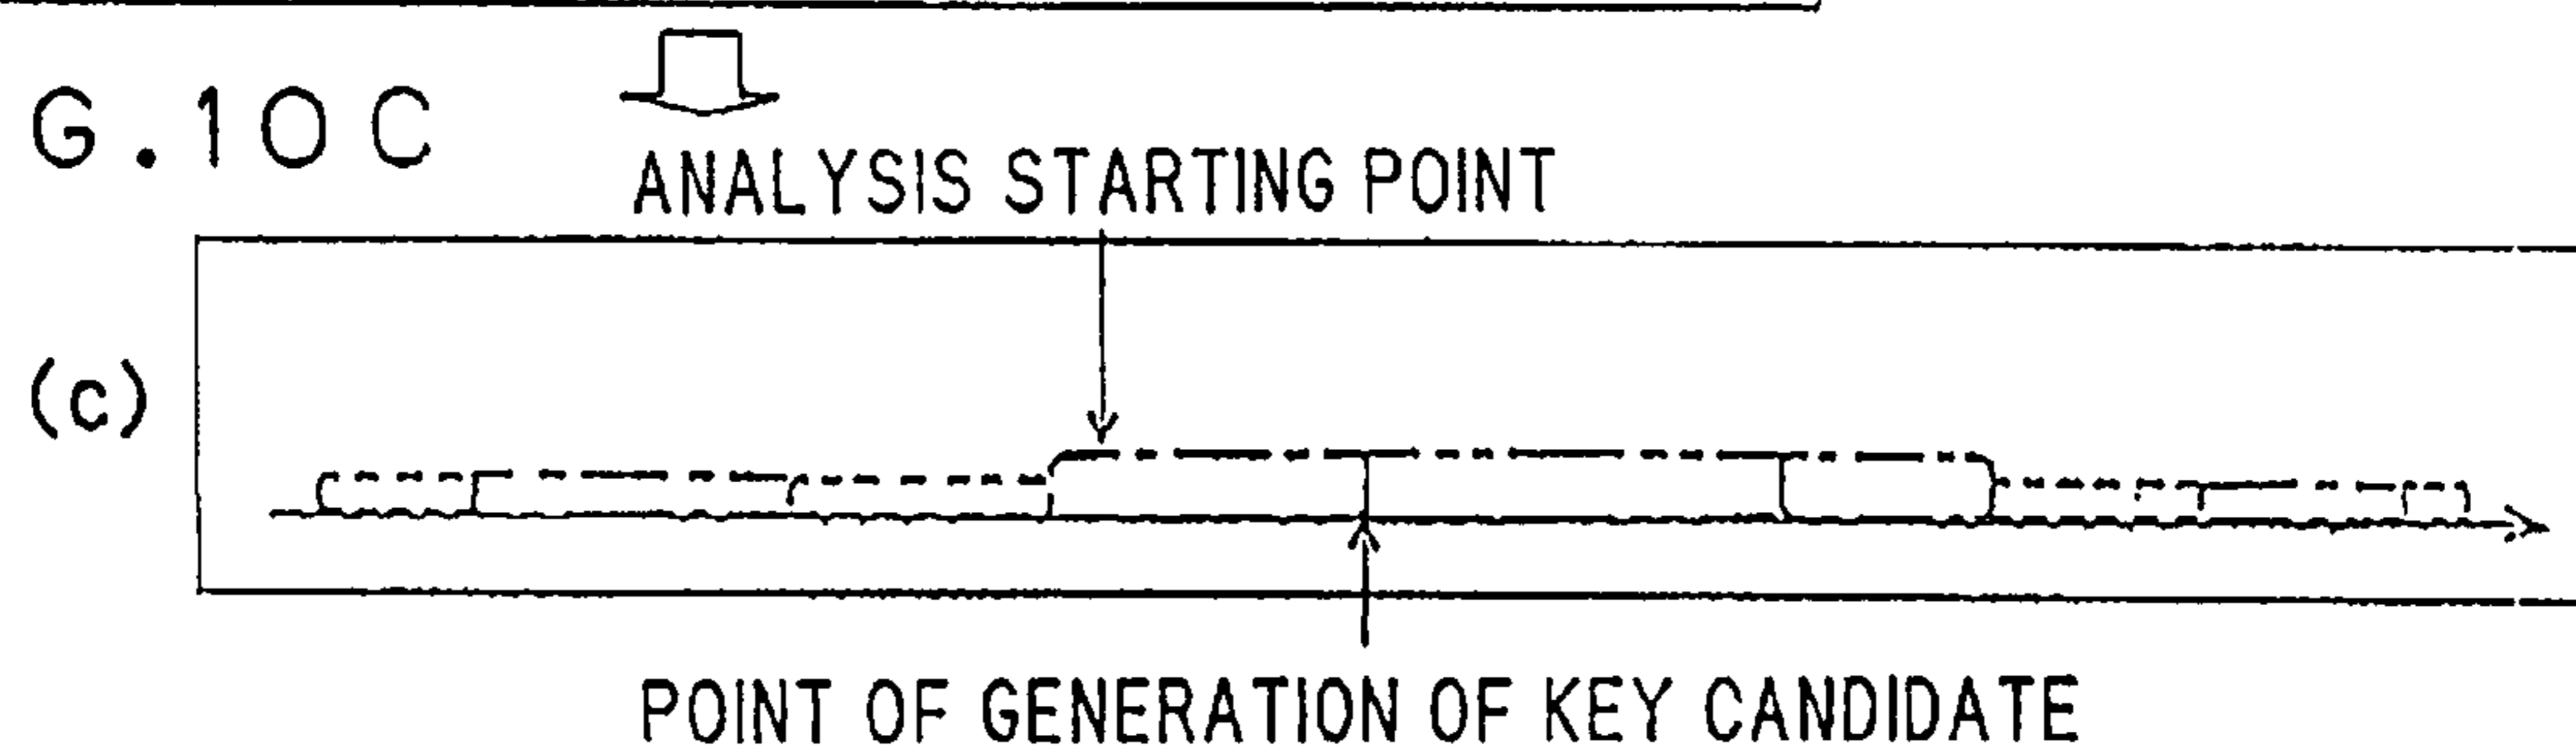 G.10C
ANALYSIS STARTING POINT
(c)
POINT OF GENERATION OF KEY CANDIDATE